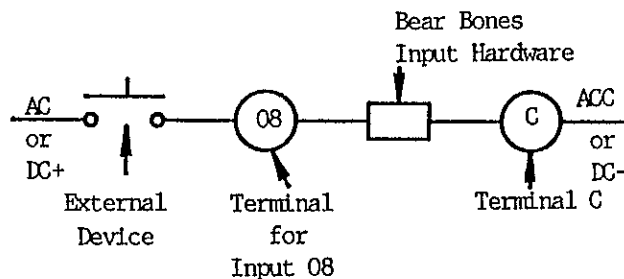 Bear Bones
Input Hardware
AC
or
DC+
08
C
ACC
or
DC-
External
Device
Terminal
for
Input 08
Terminal C